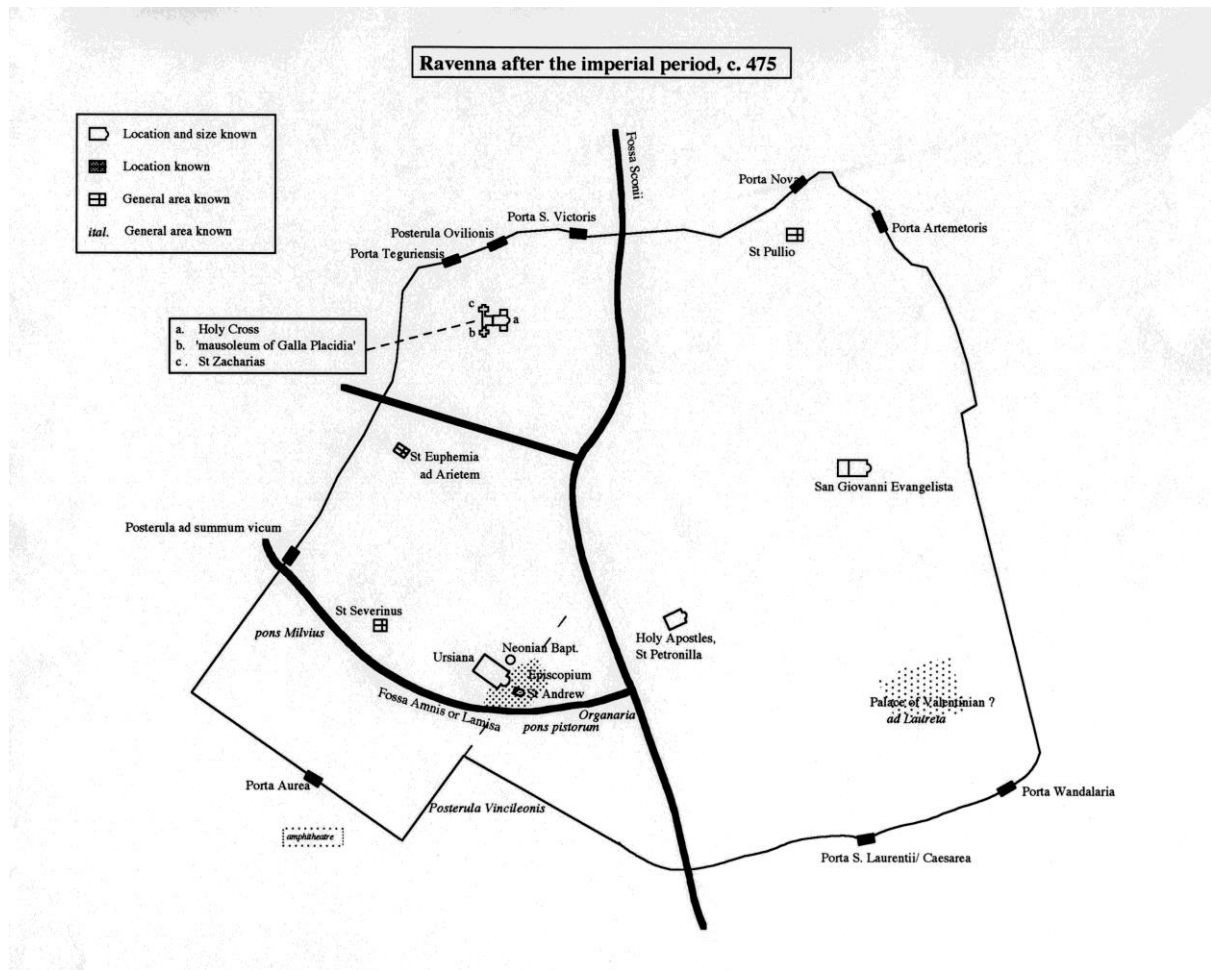 Ravenna after the imperial period, c. 475
Location and size known
Location known
General area known
ital. General area known
Fossa Sconii
Porta Nova
Porta Artemetoris
St Pullio
Porta S. Victoris
Posterula Ovilionis
Porta Teguriensis
c
a
b
a. Holy Cross
b. 'mausoleum of Galla Placidia'
c . St Zacharias
St Euphemia
ad Arietem
San Giovanni Evangelista
Posterula ad summum vicum
St Severinus
pons Milvius
Neonian Bapt.
Ursiana
Episcopium
St Andrew
Holy Apostles,
St Petronilla
Fossa Amnis or Lamisa
Organaria
pons pistorum
Palace of Valentinian ?
ad Laureta
Porta Aurea
Posterula Vincileonis
Porta Wandalaria
amphitheatre
Porta S. Laurentii/ Caesarea